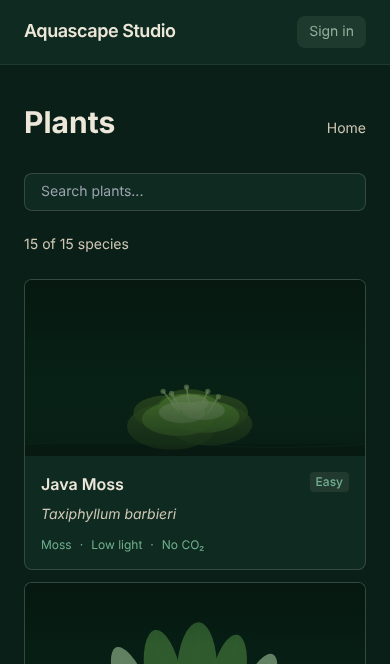 Aquascape Studio
Sign in
Plants
Home
Search plants...
15 of 15 species
Java Moss
Easy
Taxiphyllum barbieri
Moss · Low light · No CO₂